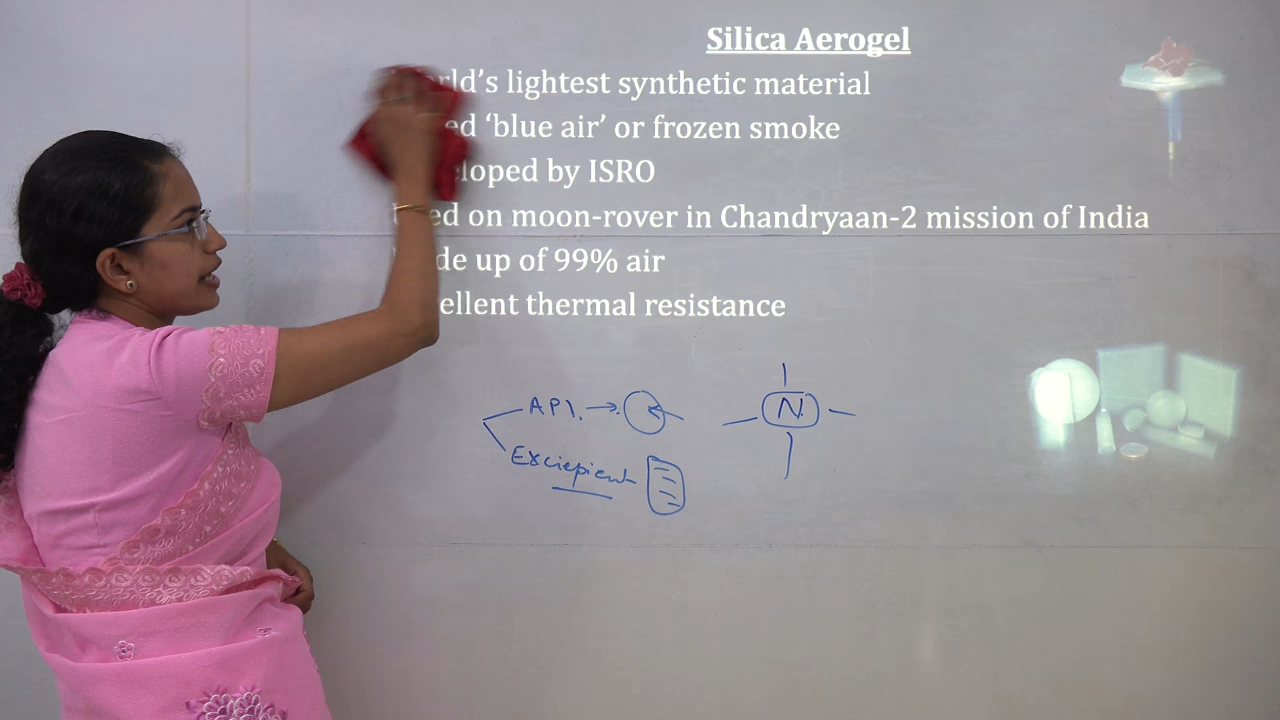 Silica Aerogel
orld’s lightest synthetic material
ed ‘blue air’ or frozen smoke
eloped by ISRO
ed on moon-rover in Chandryaan-2 mission of India
de up of 99% air
ellent thermal resistance
API. N
Exciepient